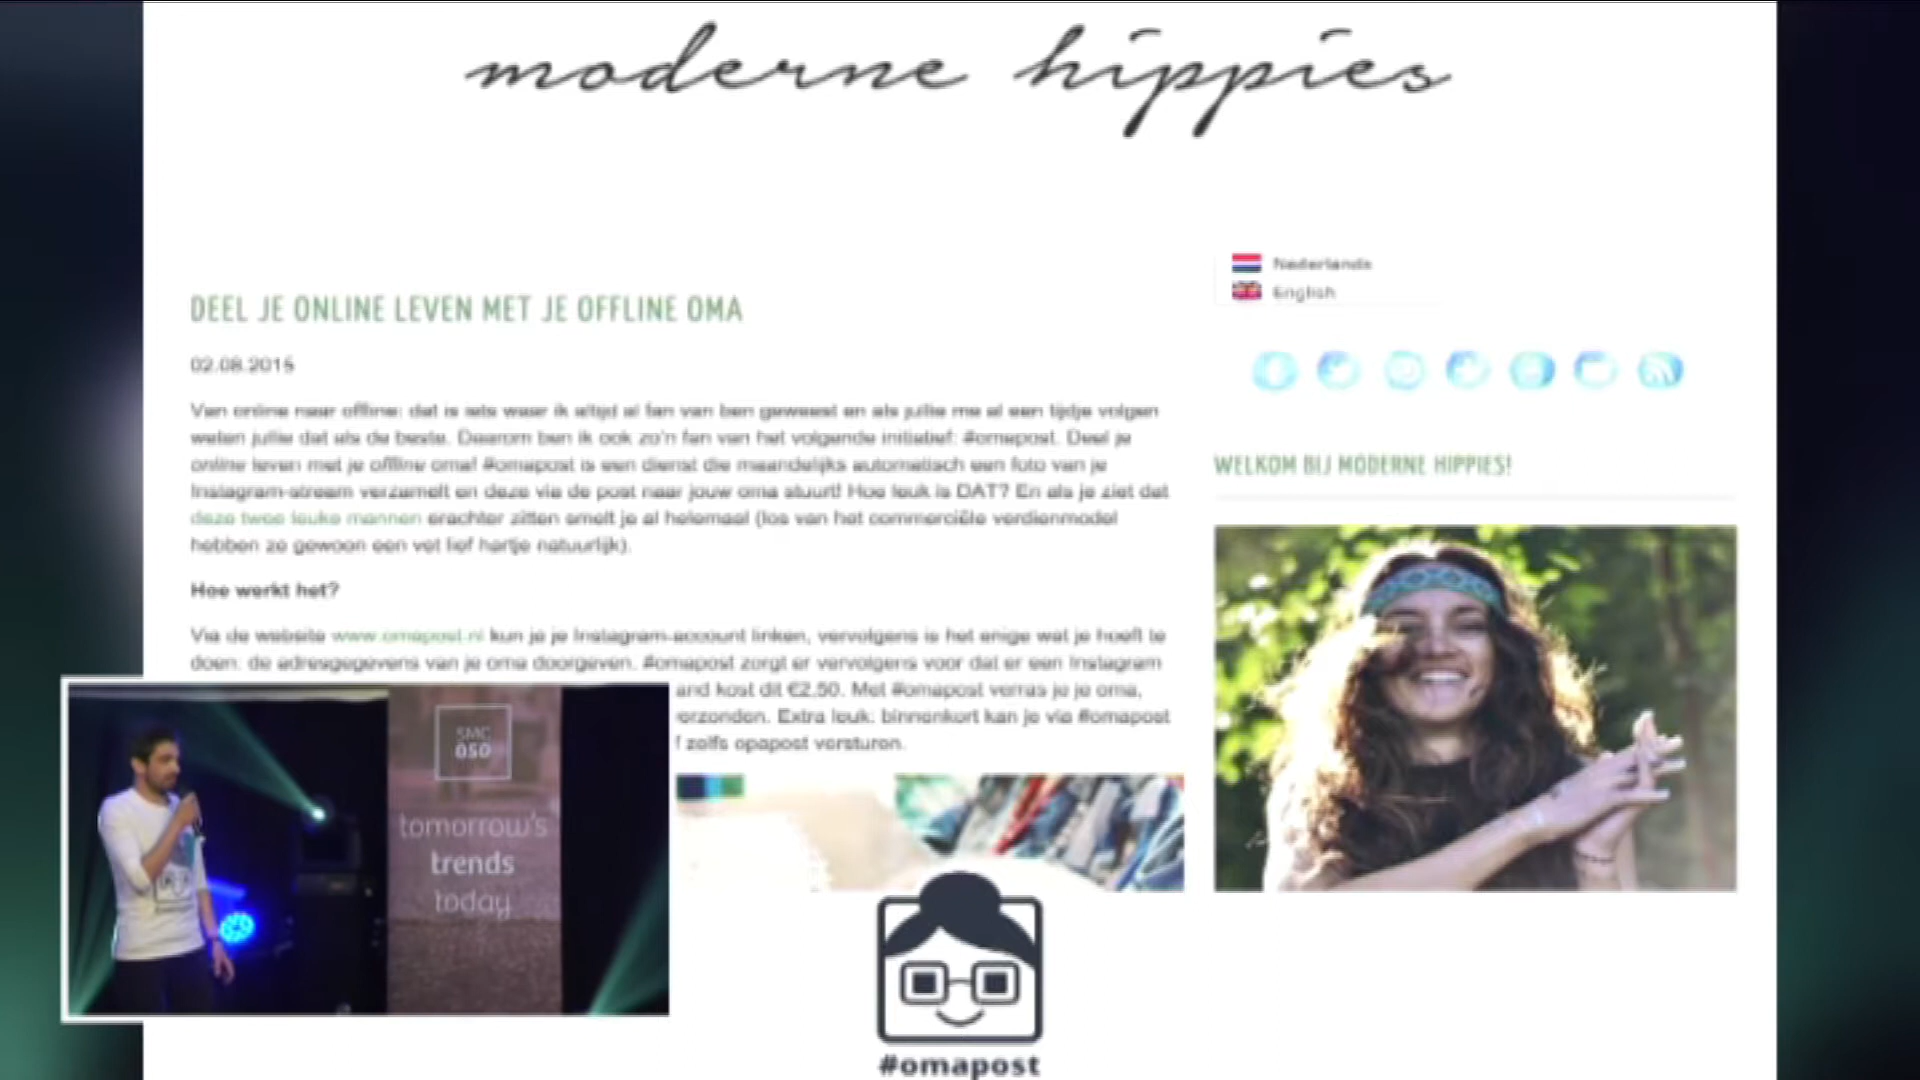 moderne hippies
Nederlands
English
DEEL JE ONLINE LEVEN MET JE OFFLINE OMA
02.08.2015
Van online naar offline: dat is iets waar ik altijd al fan van ben geweest en als jullie me al een tijdje volgen
weten jullie dat als de beste. Daarom ben ik ook zo'n fan van het volgende initiatief: #omapost. Deel je
online leven met je offline oma! #omapost is een dienst die maandelijks automatisch een foto van je
Instagram-stream verzamelt en deze via de post naar jouw oma stuurt! Hoe leuk is DAT? En als je ziet dat
deze twee leuke mannen erachter zitten smelt je al helemaal (los van het commerciële verdienmodel
hebben ze gewoon een vet lief hartje natuurlijk).
Hoe werkt het?
Via de website www.omapost.nl kun je je Instagram-account linken, vervolgens is het enige wat je hoeft te
doen: de adresgegevens van je oma doorgeven. #omapost zorgt er vervolgens voor dat er een Instagram
and kost dit €2.50. Met #omapost verras je je oma,
erzonden. Extra leuk: binnenkort kan je via #omapost
f zelfs opapost versturen.
WELKOM BIJ MODERNE HIPPIES!
SMC
050
tomorrow's
trends
today
#omapost